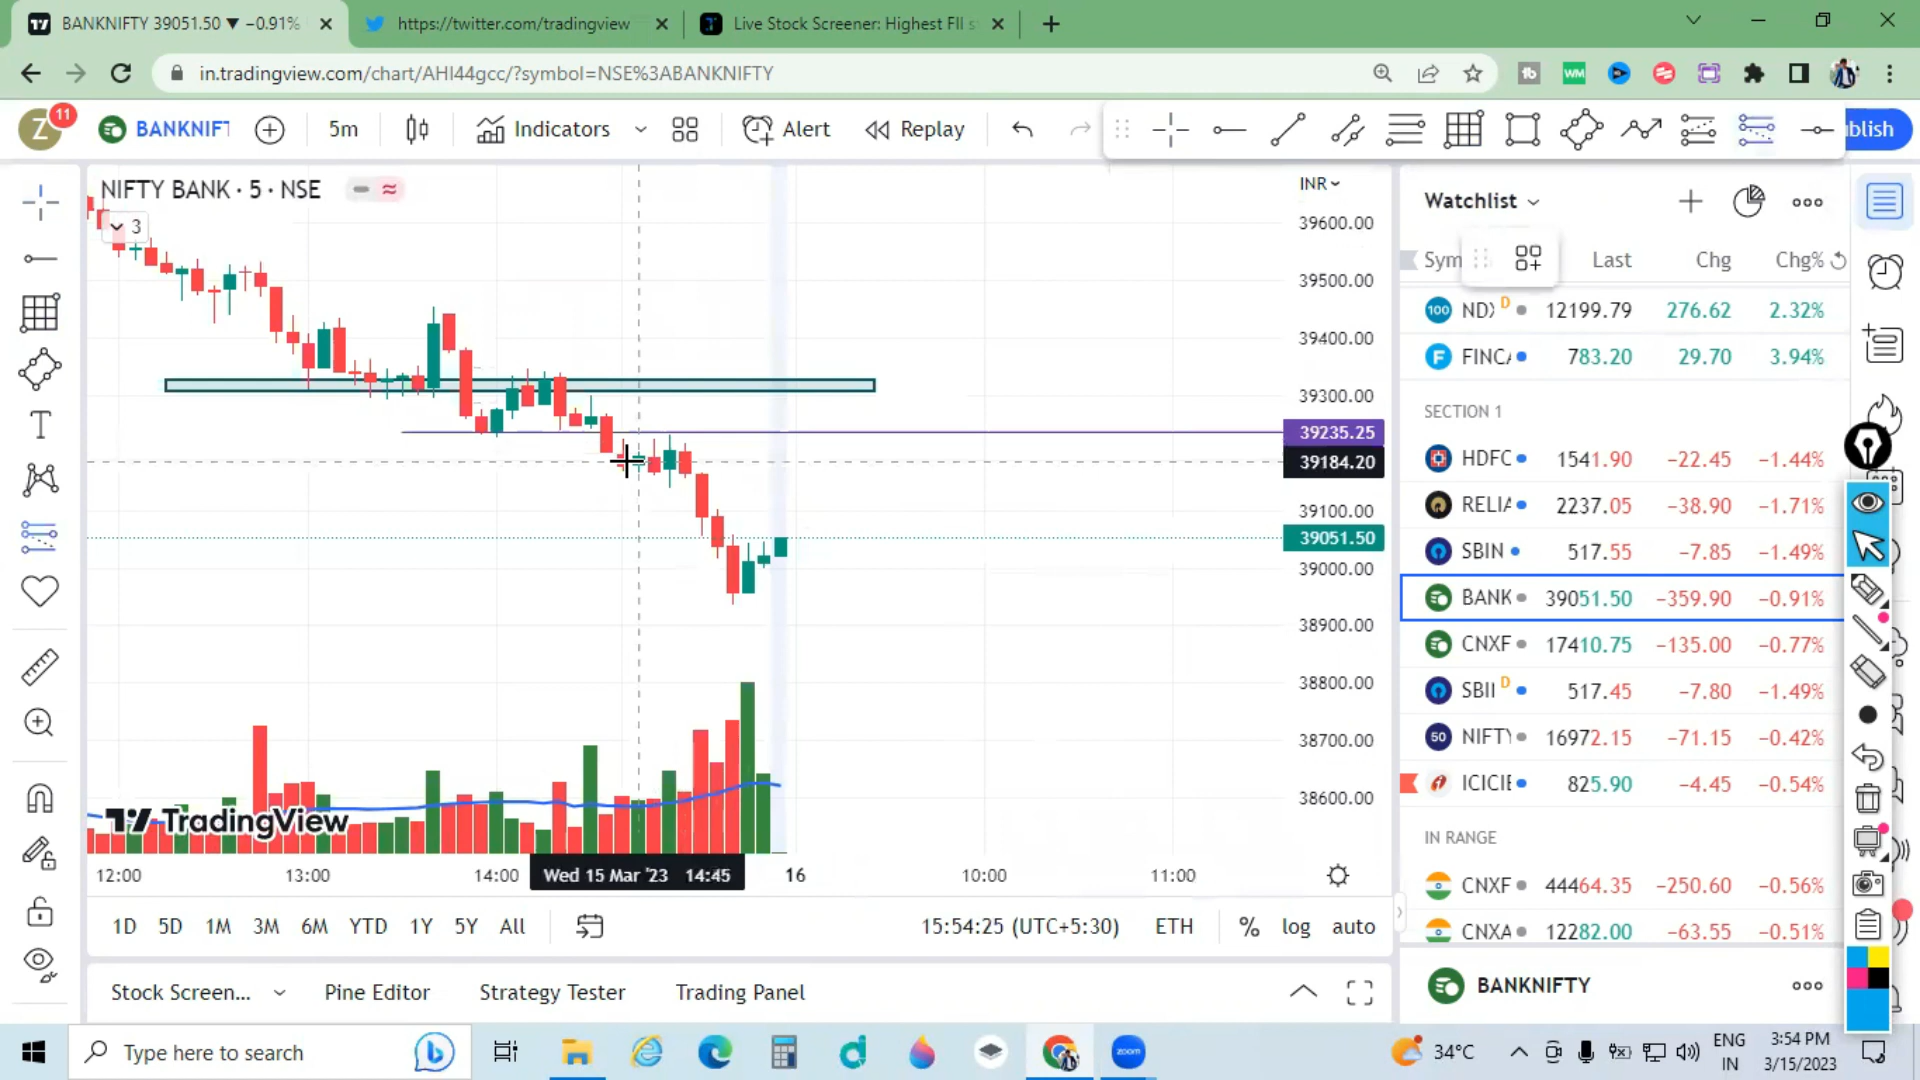 BANKNIFTY 39051.50 ▼ −0.91%
https://twitter.com/tradingview
Live Stock Screener: Highest FII s
in.tradingview.com/chart/AHI44gcc/?symbol=NSE%3ABANKNIFTY
Z 11 BANKNIFT 5m Indicators Alert Replay blish
NIFTY BANK · 5 · NSE
3
INR
39600.00
39500.00
39400.00
39300.00
39235.25
39184.20
39100.00
39051.50
39000.00
38900.00
38800.00
38700.00
38600.00
TradingView
12:00 13:00 14:00 Wed 15 Mar '23 14:45 16 10:00 11:00
1D 5D 1M 3M 6M YTD 1Y 5Y All 15:54:25 (UTC+5:30) ETH % log auto
Stock Screen... Pine Editor Strategy Tester Trading Panel
Watchlist
Sym Last Chg Chg%
100 ND D 12199.79 276.62 2.32%
FINC 783.20 29.70 3.94%
SECTION 1
HDFC 1541.90 −22.45 −1.44%
RELIA 2237.05 −38.90 −1.71%
SBIN 517.55 −7.85 −1.49%
BANK 39051.50 −359.90 −0.91%
CNXF 17410.75 −135.00 −0.77%
SBII D 517.45 −7.80 −1.49%
50 NIFTY 16972.15 −71.15 −0.42%
ICICIE 825.90 −4.45 −0.54%
IN RANGE
CNXF 44464.35 −250.60 −0.56%
CNXA 12282.00 −63.55 −0.51%
BANKNIFTY
Type here to search
zoom
34°C
ENG
IN
3:54 PM
3/15/2023